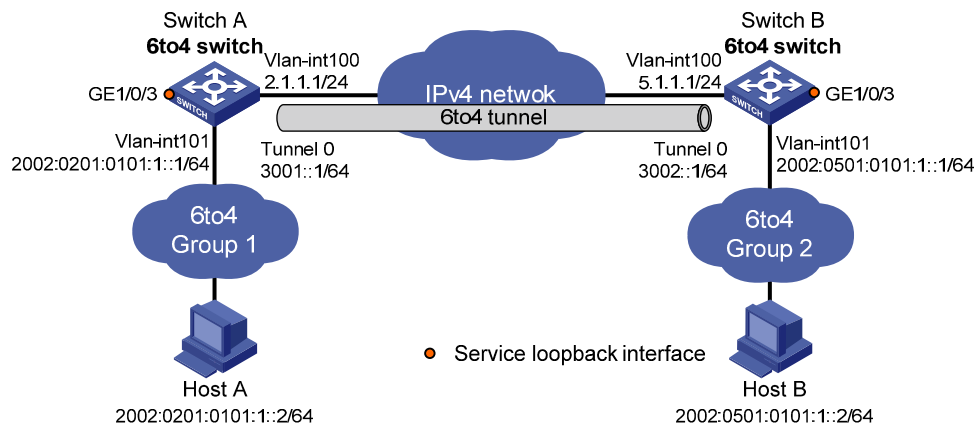 Switch A
6to4 switch
Vlan-int100
2.1.1.1/24
GE1/0/3
SWITCH
Vlan-int101
2002:0201:0101:1::1/64
IPv4 netwok
6to4 tunnel
Tunnel 0
3001::1/64
Switch B
6to4 switch
Vlan-int100
5.1.1.1/24
GE1/0/3
SWITCH
Tunnel 0
3002::1/64
Vlan-int101
2002:0501:0101:1::1/64
6to4
Group 1
6to4
Group 2
Service loopback interface
Host A
2002:0201:0101:1::2/64
Host B
2002:0501:0101:1::2/64